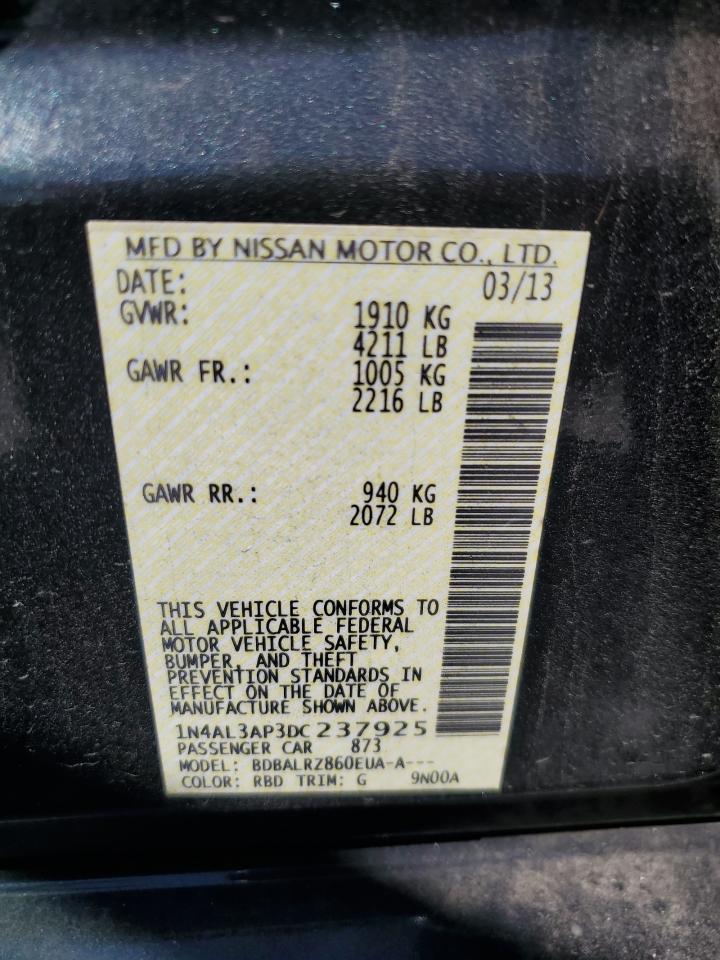 MFD BY NISSAN MOTOR CO., LTD.
DATE: 03/13
GVWR: 1910 KG
4211 LB
GAWR FR.: 1005 KG
2216 LB
GAWR RR.: 940 KG
2072 LB
THIS VEHICLE CONFORMS TO
ALL APPLICABLE FEDERAL
MOTOR VEHICLE SAFETY,
BUMPER, AND THEFT
PREVENTION STANDARDS IN
EFFECT ON THE DATE OF
MANUFACTURE SHOWN ABOVE.
1N4AL3AP3DC237925
PASSENGER CAR 873
MODEL: BDBALRZ860EUA-A---
COLOR: RBD TRIM: G 9N00A